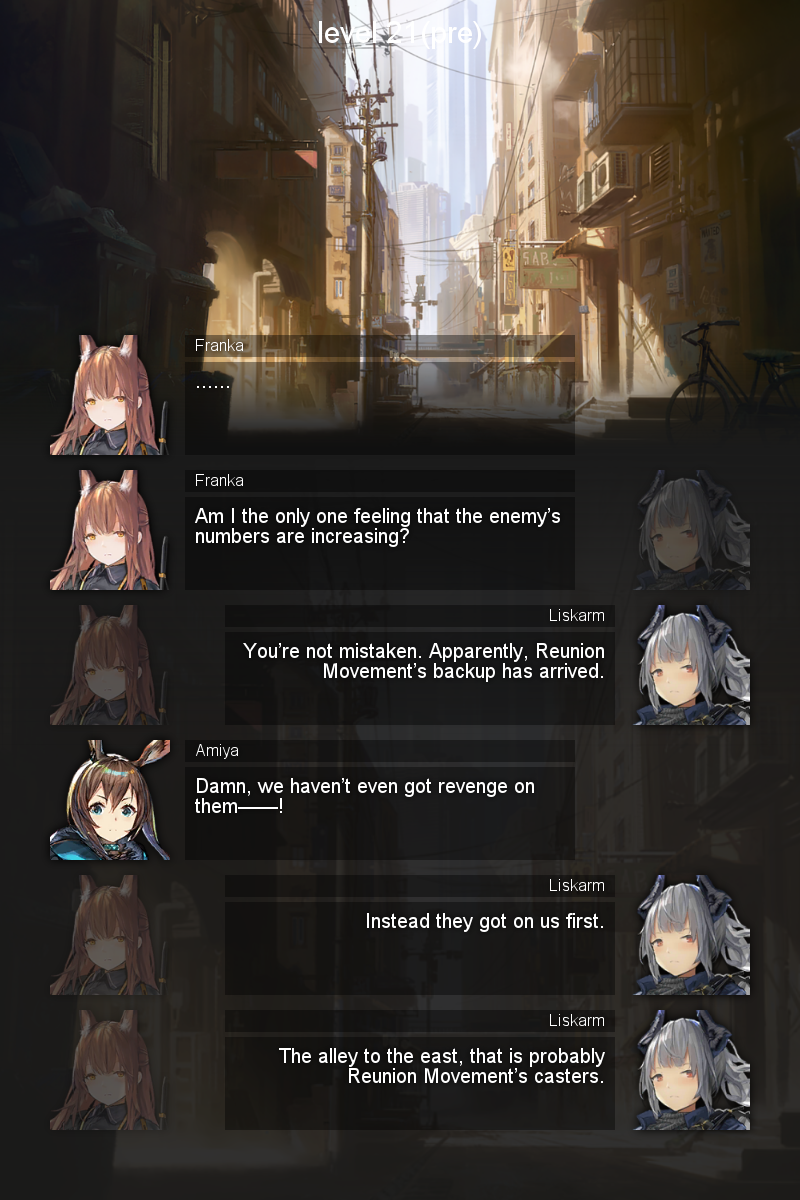 level 21(pre)
SAR
Franka
......
Franka
Am I the only one feeling that the enemy's
numbers are increasing?
Liskarm
You're not mistaken. Apparently, Reunion
Movement's backup has arrived.
Amiya
Damn, we haven't even got revenge on
them——!
Liskarm
Instead they got on us first.
Liskarm
The alley to the east, that is probably
Reunion Movement's casters.